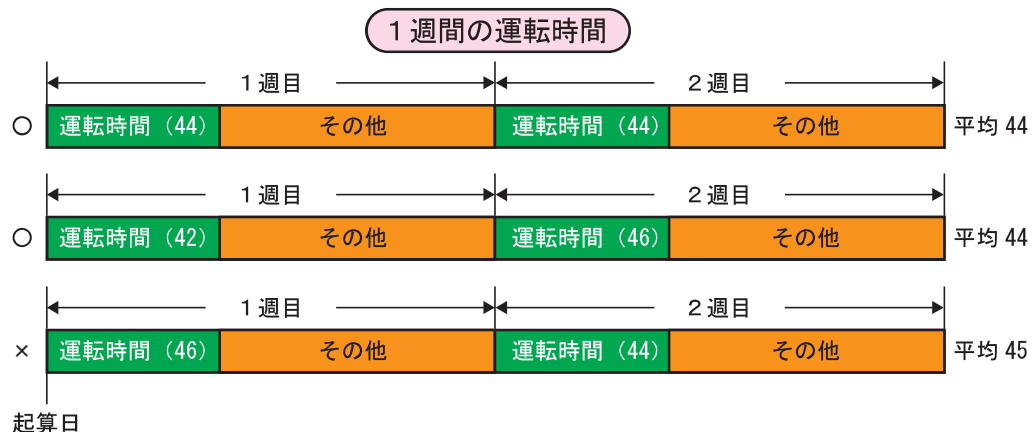 1週間の運転時間
1週目 2週目
○ 運転時間（44） その他 運転時間（44） その他 平均 44
1週目 2週目
○ 運転時間（42） その他 運転時間（46） その他 平均 44
1週目 2週目
× 運転時間（46） その他 運転時間（44） その他 平均 45
起算日